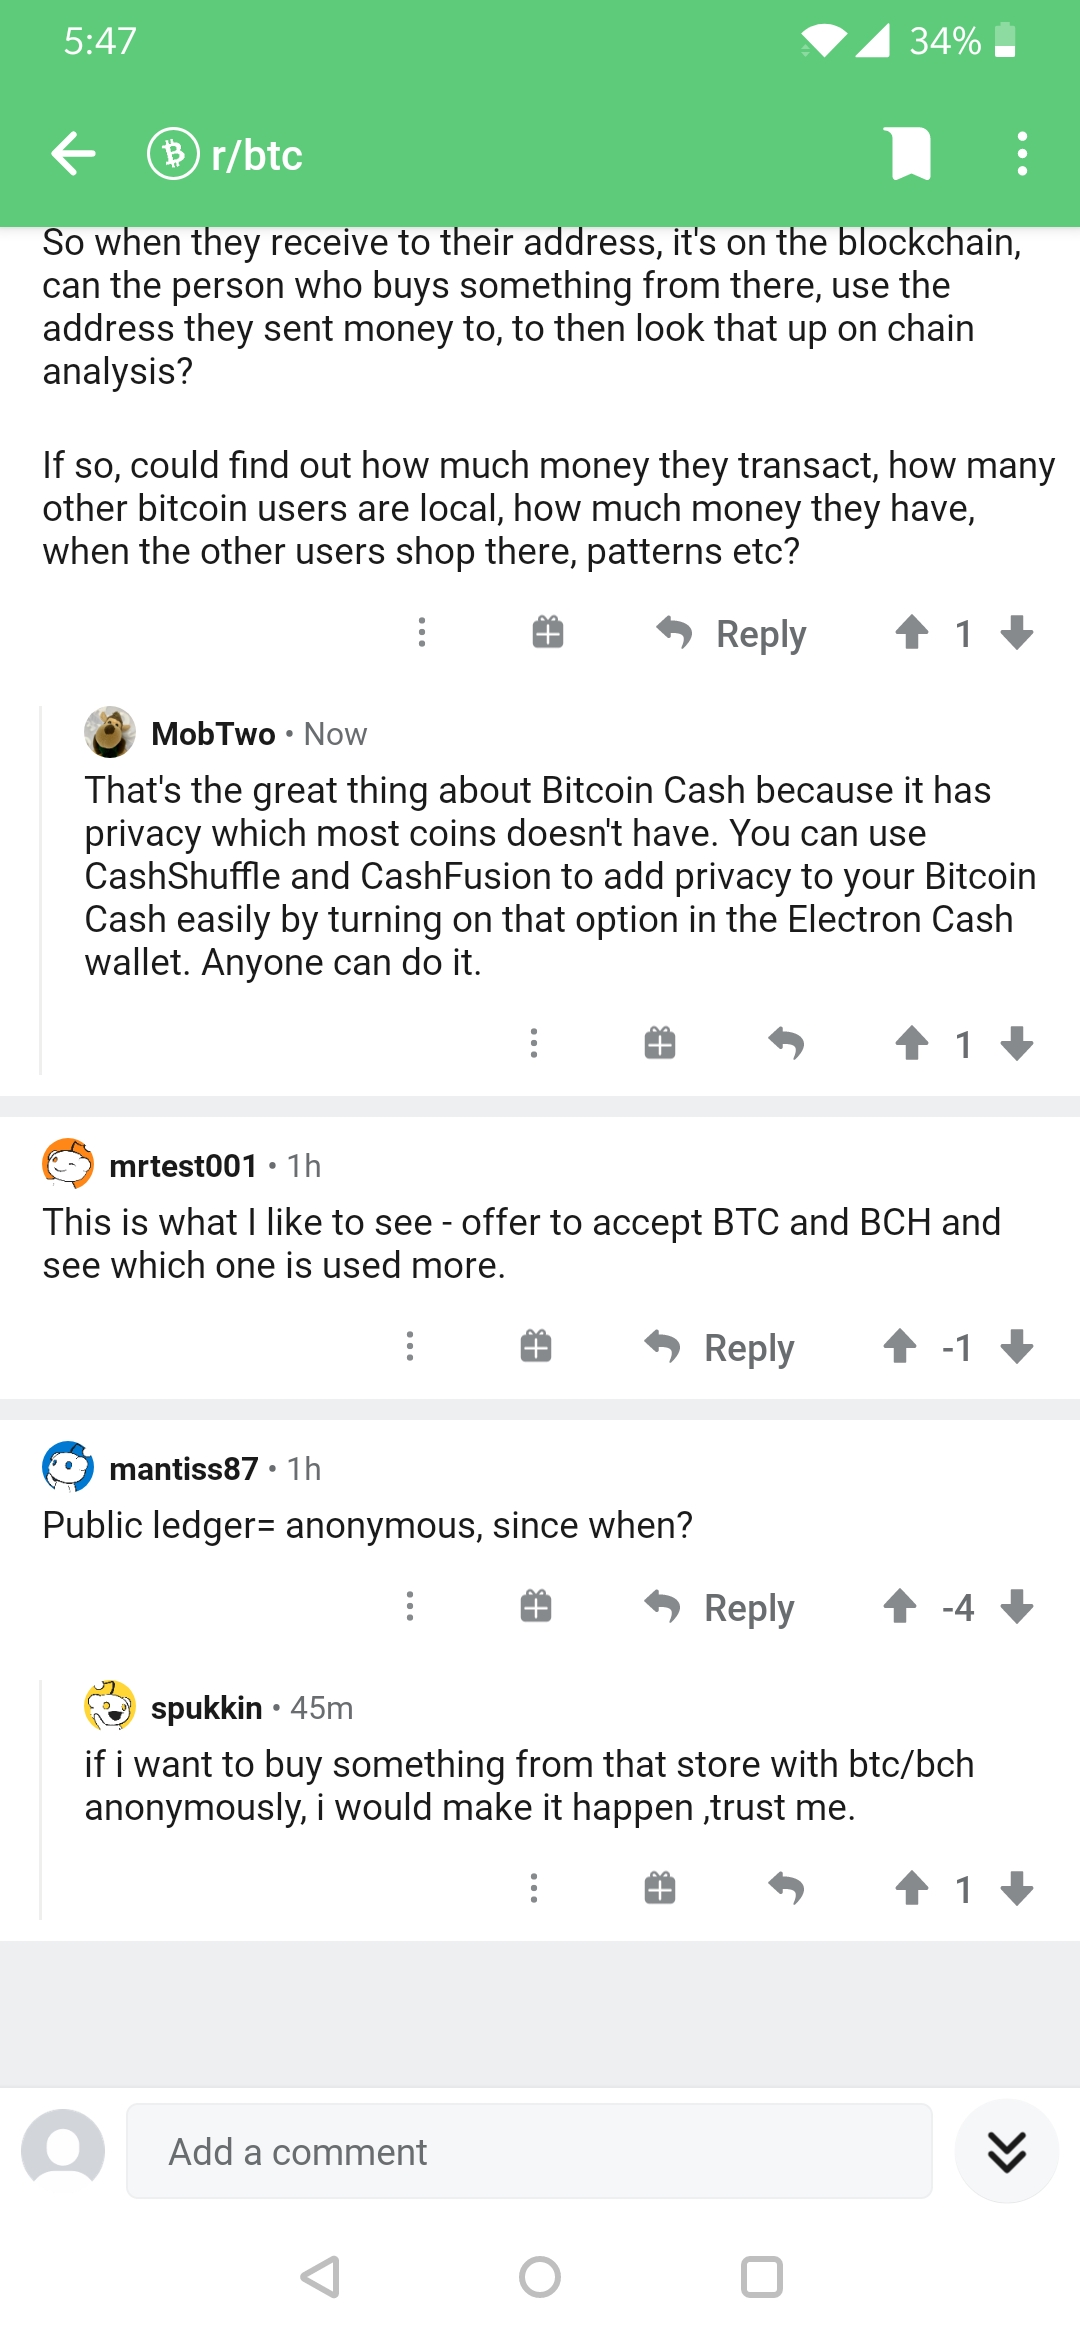 5:47
34%
r/btc
So when they receive to their address, it's on the blockchain,
can the person who buys something from there, use the
address they sent money to, to then look that up on chain
analysis?
If so, could find out how much money they transact, how many
other bitcoin users are local, how much money they have,
when the other users shop there, patterns etc?
Reply 1
MobTwo • Now
That's the great thing about Bitcoin Cash because it has
privacy which most coins doesn't have. You can use
CashShuffle and CashFusion to add privacy to your Bitcoin
Cash easily by turning on that option in the Electron Cash
wallet. Anyone can do it.
1
mrtest001 • 1h
This is what I like to see - offer to accept BTC and BCH and
see which one is used more.
Reply -1
mantiss87 • 1h
Public ledger= anonymous, since when?
Reply -4
spukkin • 45m
if i want to buy something from that store with btc/bch
anonymously, i would make it happen ,trust me.
1
Add a comment